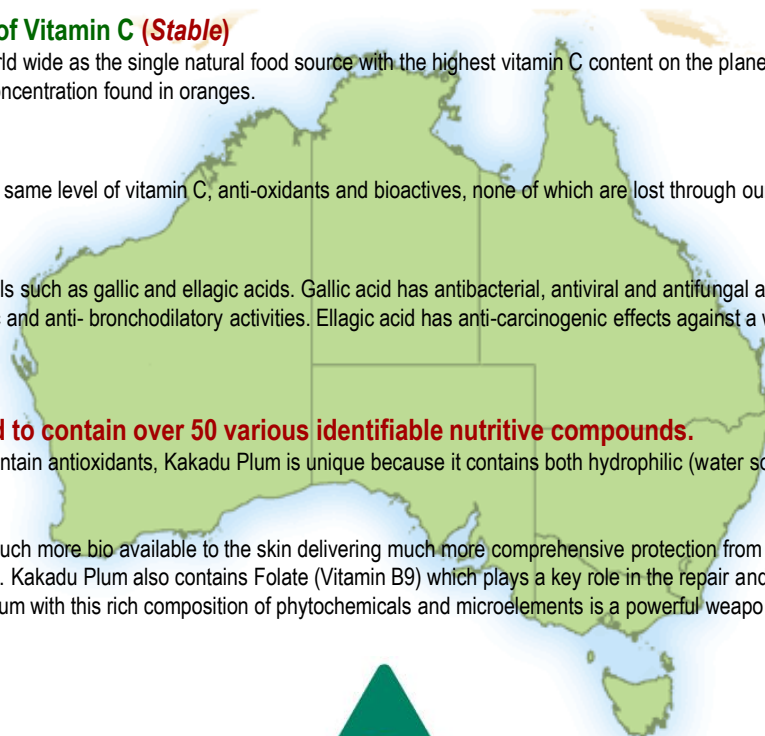 of Vitamin C (Stable)
rld wide as the single natural food source with the highest vitamin C content on the plane
oncentration found in oranges.
same level of vitamin C, anti-oxidants and bioactives, none of which are lost through ou
ls such as gallic and ellagic acids. Gallic acid has antibacterial, antiviral and antifungal a
and anti- bronchodilatory activities. Ellagic acid has anti-carcinogenic effects against a
d to contain over 50 various identifiable nutritive compounds.
ntain antioxidants, Kakadu Plum is unique because it contains both hydrophilic (water so
uch more bio available to the skin delivering much more comprehensive protection from
. Kakadu Plum also contains Folate (Vitamin B9) which plays a key role in the repair and
um with this rich composition of phytochemicals and microelements is a powerful weapo